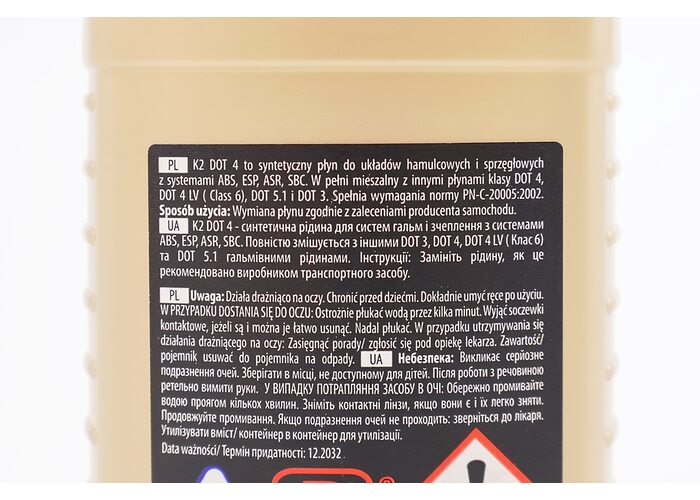 PL K2 DOT 4 to syntetyczny płyn do układów hamulcowych i sprzęgłowych
z systemami ABS, ESP, ASR, SBC. W pełni mieszalny z innymi płynami klasy DOT 4,
DOT 4 LV ( Class 6), DOT 5.1 i DOT 3. Spełnia wymagania normy PN-C-20005:2002.
Sposób użycia: Wymiana płynu zgodnie z zaleceniami producenta samochodu.
UA K2 DOT 4 - синтетична рідина для систем гальм і зчеплення з системами
ABS, ESP, ASR, SBC. Повністю змішується з іншими DOT 3, DOT 4, DOT 4 LV ( Клас 6)
та DOT 5.1 гальмівними рідинами. Інструкції: Замініть рідину, як це
рекомендовано виробником транспортного засобу.
PL Uwaga: Działa drażniąco na oczy. Chronić przed dziećmi. Dokładnie umyć ręce po użyciu.
W PRZYPADKU DOSTANIA SIĘ DO OCZU: Ostrożnie płukać wodą przez kilka minut. Wyjąć soczewki
kontaktowe, jeżeli są i można je łatwo usunąć. Nadal płukać. W przypadku utrzymywania się
działania drażniącego na oczy: Zasięgnąć porady/ zgłosić się pod opiekę lekarza. Zawartość/
pojemnik usuwać do pojemnika na odpady. UA Небезпека: Викликає серйозне
подразнення очей. Зберігати в місці, не доступному для дітей. Після роботи з речовиною
ретельно вимити руки. У ВИПАДКУ ПОТРАПЛЯННЯ ЗАСОБУ В ОЧІ: Обережно промивайте
водою проягом кількох хвилин. Зніміть контактні лінзи, якщо вони є і їх легко зняти.
Продовжуйте промивання. Якщо подразнення очей не проходить: зверніться до лікаря.
Утилізувати вміст/ контейнер в контейнер для утилізації.
Data ważności/ Термін придатності: 12.2032
®